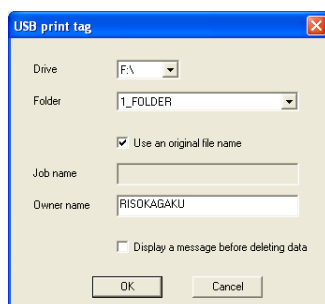 USB print tag
Drive F:\
Folder 1_FOLDER
Use an original file name
Job name
Owner name RISOKAGAKU
Display a message before deleting data
OK Cancel